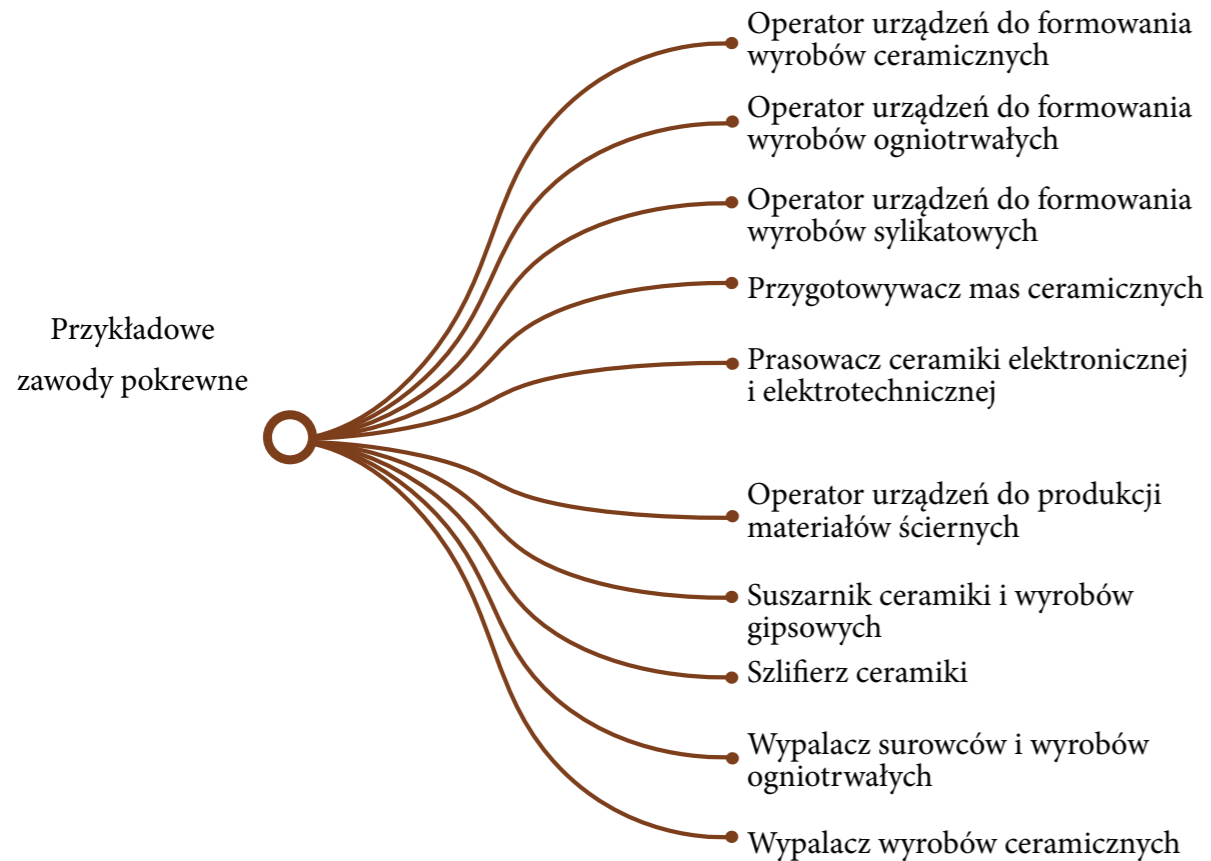 Przykładowe
zawody pokrewne
Operator urządzeń do formowania
wyrobów ceramicznych
Operator urządzeń do formowania
wyrobów ogniotrwałych
Operator urządzeń do formowania
wyrobów sylikatowych
Przygotowywacz mas ceramicznych
Prasowacz ceramiki elektronicznej
i elektrotechnicznej
Operator urządzeń do produkcji
materiałów ściernych
Suszarnik ceramiki i wyrobów
gipsowych
Szlifierz ceramiki
Wypalacz surowców i wyrobów
ogniotrwałych
Wypalacz wyrobów ceramicznych